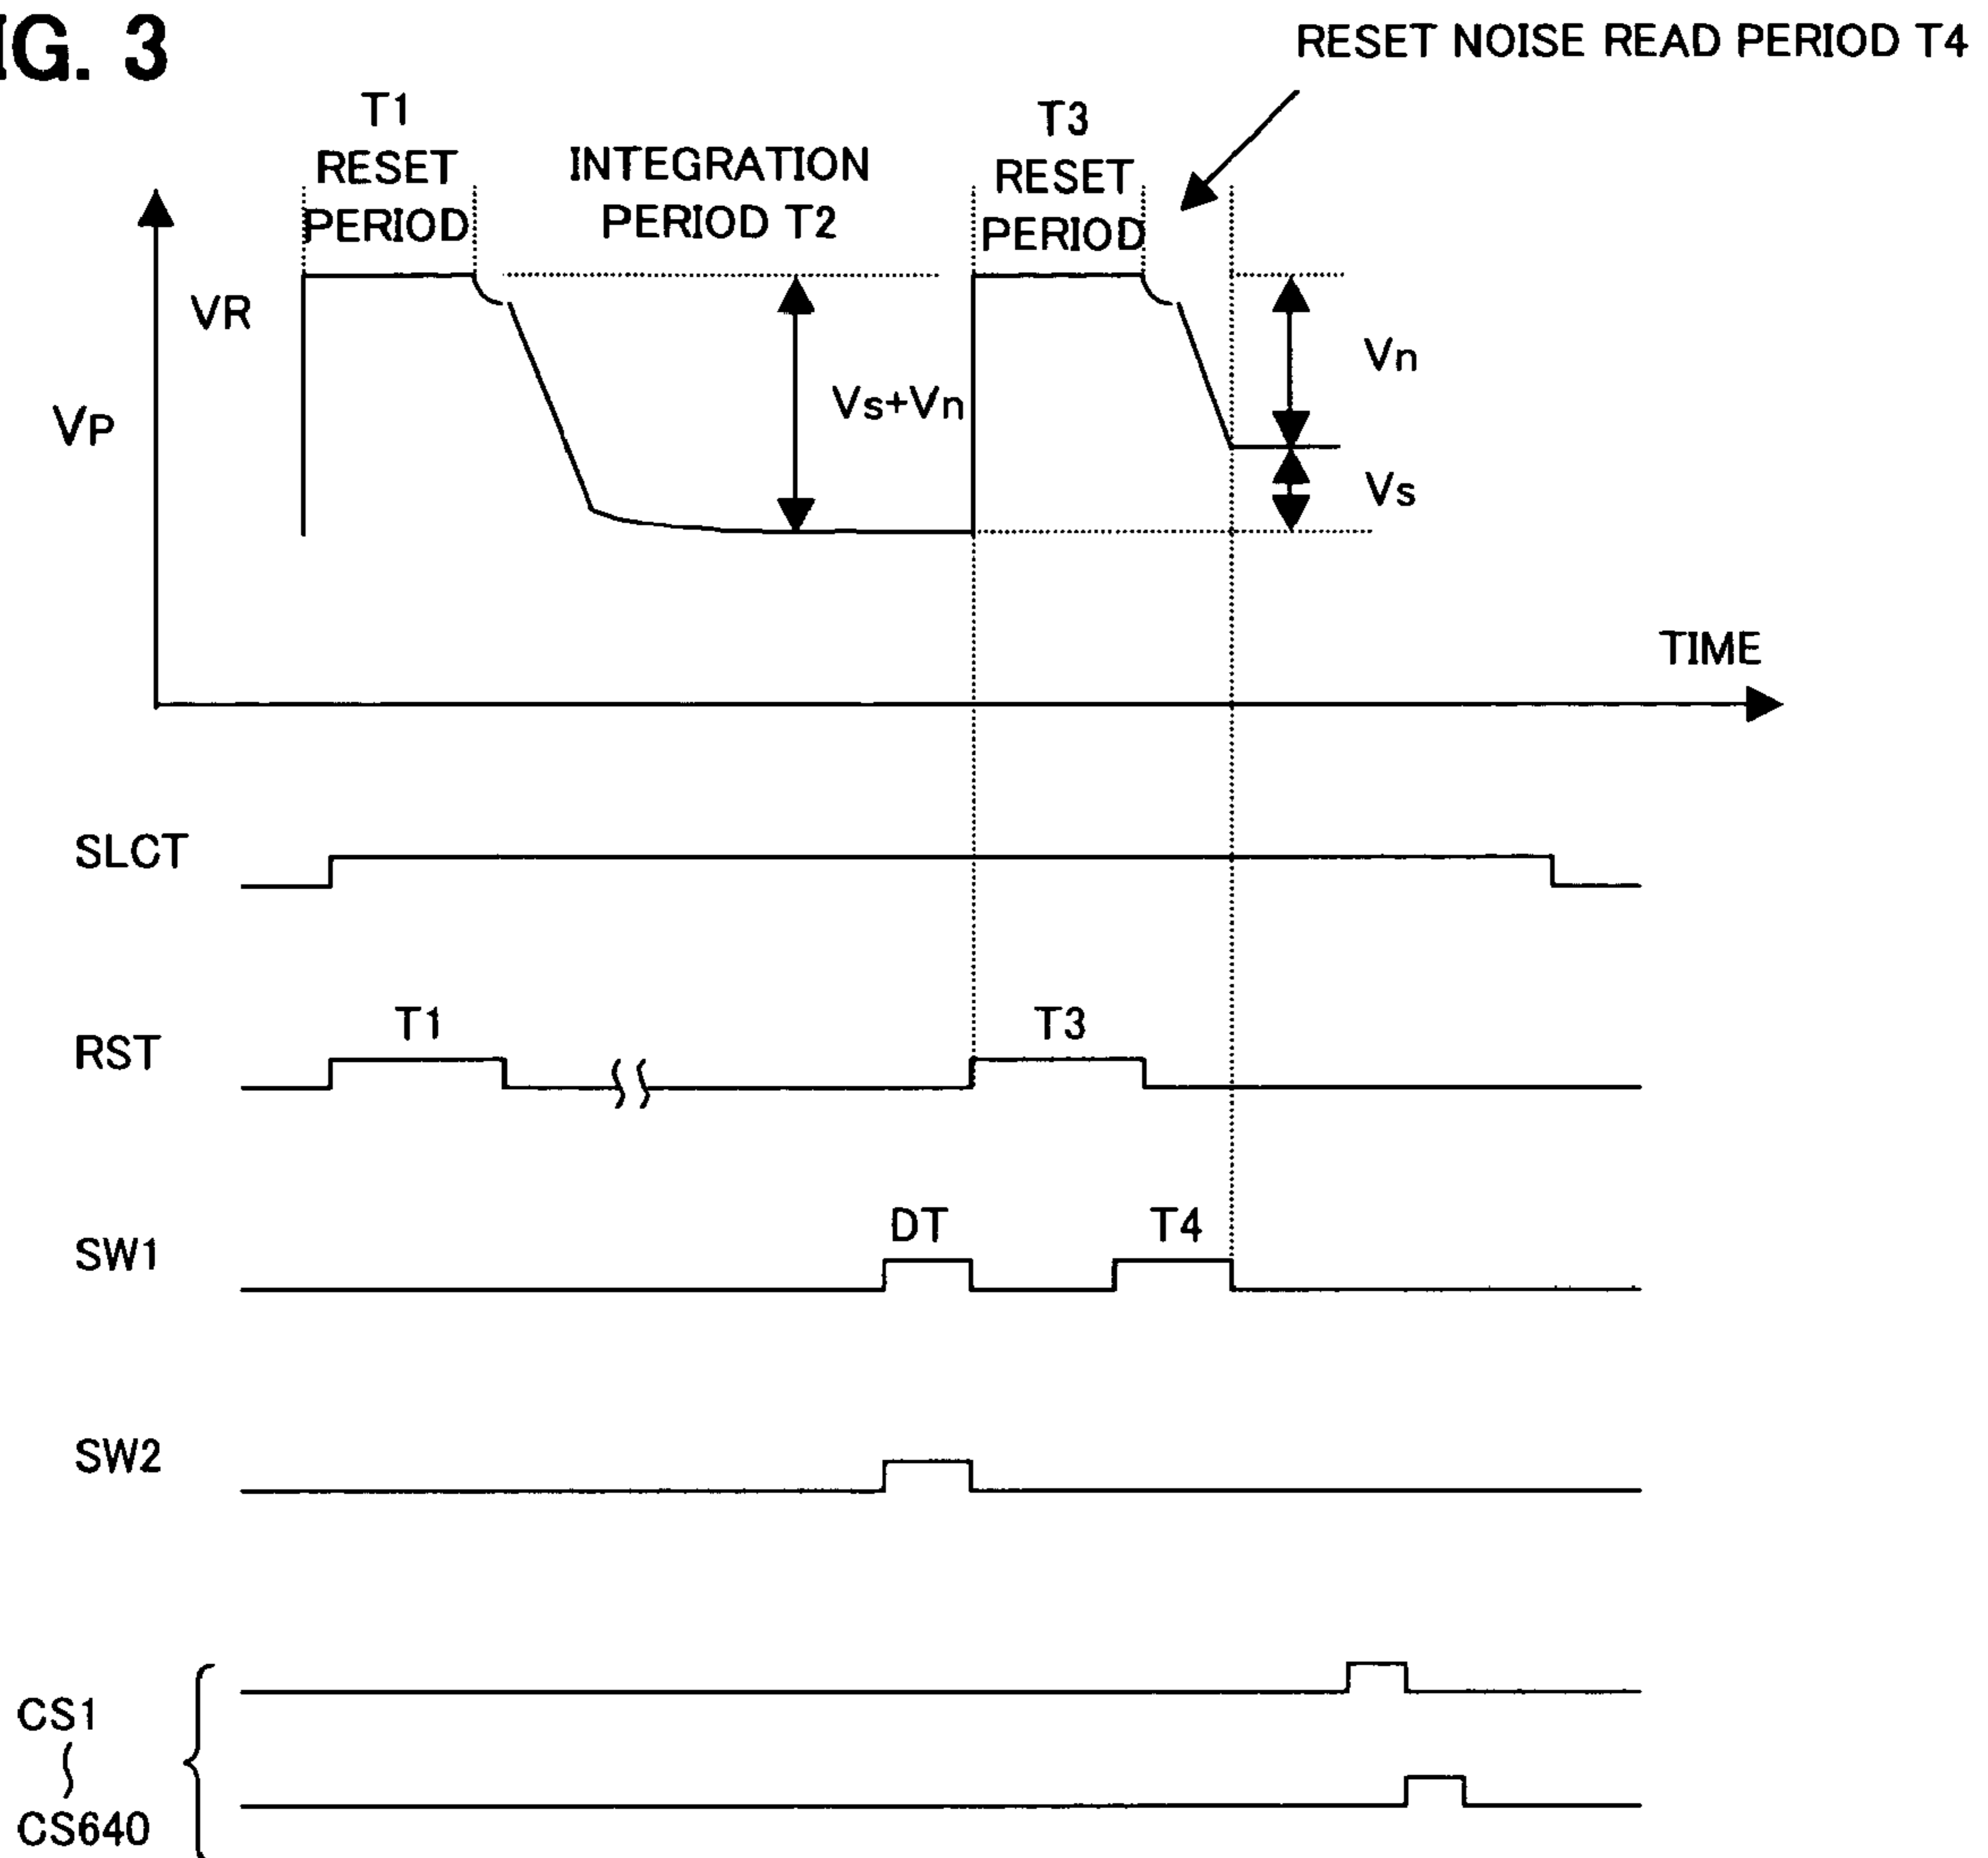 IG. 3
RESET NOISE READ PERIOD T4
T1
RESET
PERIOD
INTEGRATION
PERIOD T2
T3
RESET
PERIOD
VR
VP
Vs+Vn
Vn
Vs
TIME
SLCT
RST
T1
T3
SW1
DT
T4
SW2
CS1
CS640